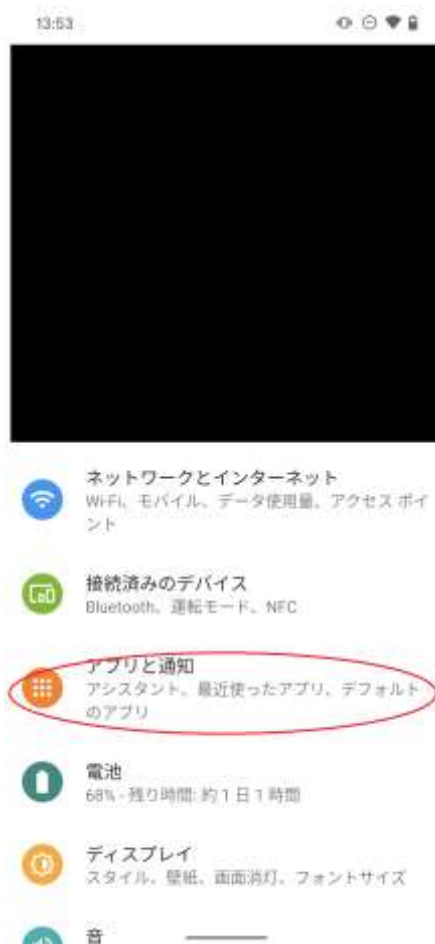 13:53
ネットワークとインターネット
Wi-Fi、モバイル、データ使用量、アクセス ポイ
ント
接続済みのデバイス
Bluetooth、運転モード、NFC
アプリと通知
アシスタント、最近使ったアプリ、デフォルト
のアプリ
電池
68% - 残り時間: 約 1 日 1 時間
ディスプレイ
スタイル、壁紙、画面消灯、フォントサイズ
音